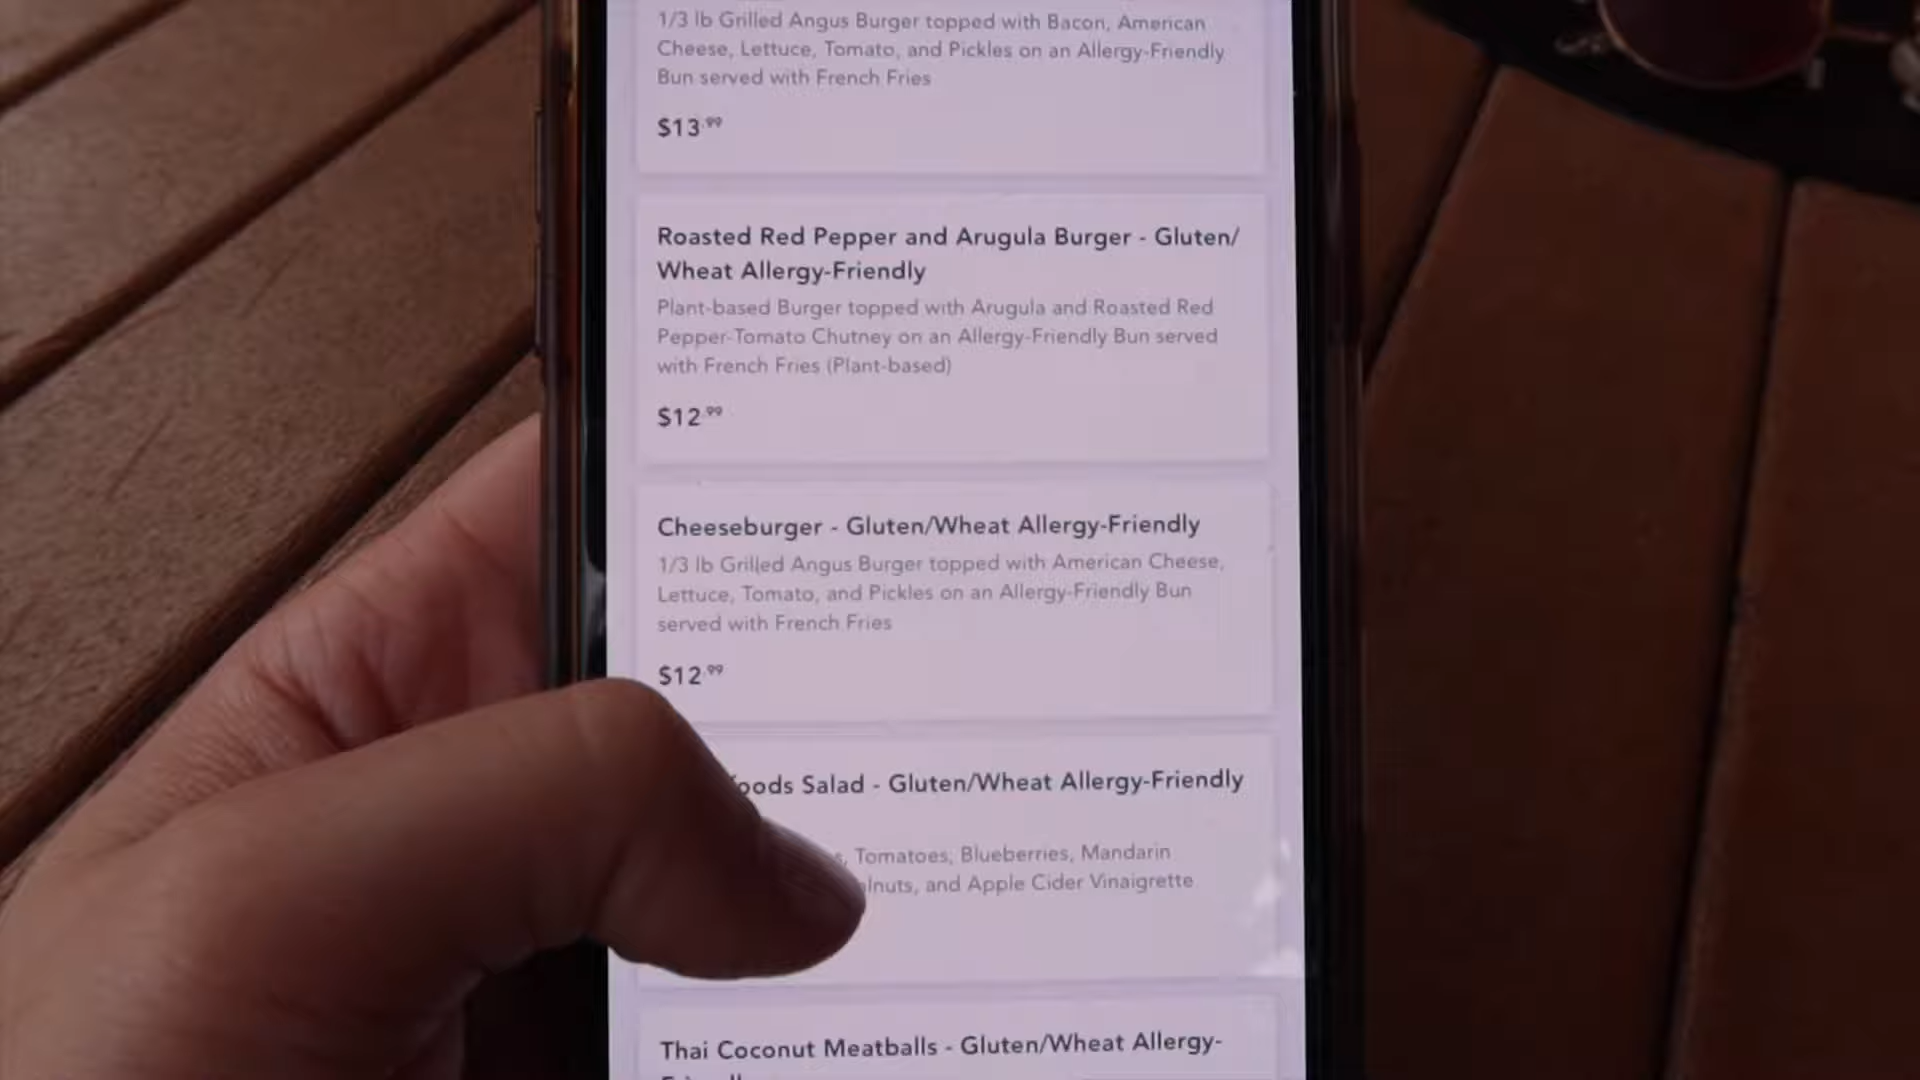 1/3 lb Grilled Angus Burger topped with Bacon, American
Cheese, Lettuce, Tomato, and Pickles on an Allergy-Friendly
Bun served with French Fries
$13.99
Roasted Red Pepper and Arugula Burger - Gluten/
Wheat Allergy-Friendly
Plant-based Burger topped with Arugula and Roasted Red
Pepper-Tomato Chutney on an Allergy-Friendly Bun served
with French Fries (Plant-based)
$12.99
Cheeseburger - Gluten/Wheat Allergy-Friendly
1/3 lb Grilled Angus Burger topped with American Cheese,
Lettuce, Tomato, and Pickles on an Allergy-Friendly Bun
served with French Fries
$12.99
Salad - Gluten/Wheat Allergy-Friendly
Tomatoes, Blueberries, Mandarin
and Apple Cider Vinaigrette
Thai Coconut Meatballs - Gluten/Wheat Allergy-